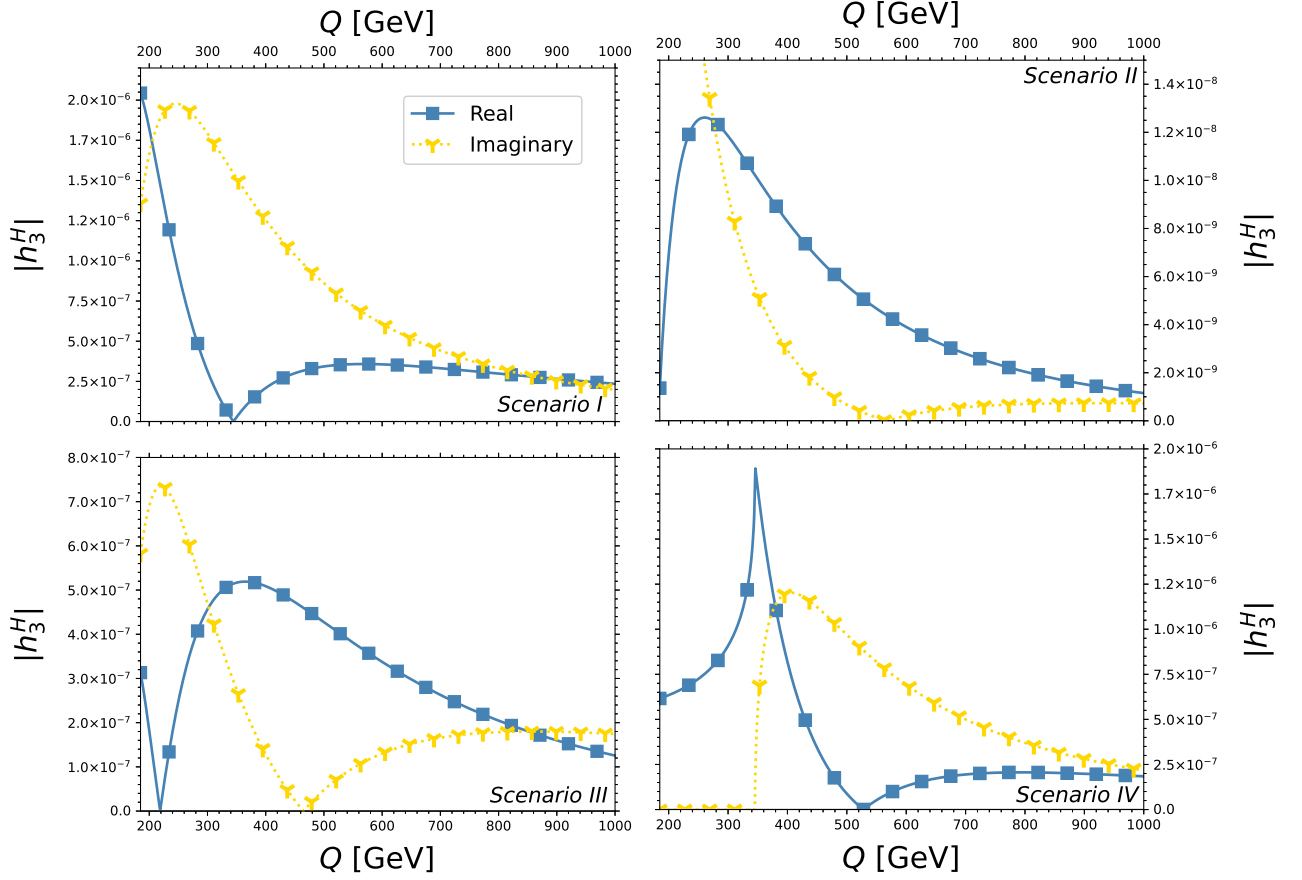 Q [GeV]
200 300 400 500 600 700 800 900 1000
2.0×10⁻⁶
1.7×10⁻⁶
1.5×10⁻⁶
1.2×10⁻⁶
1.0×10⁻⁶
7.5×10⁻⁷
5.0×10⁻⁷
2.5×10⁻⁷
0.0
|h₃ᴴ|
Real
Imaginary
Scenario I
Q [GeV]
200 300 400 500 600 700 800 900 1000
Scenario II
1.4×10⁻⁸
1.2×10⁻⁸
1.0×10⁻⁸
8.0×10⁻⁹
6.0×10⁻⁹
4.0×10⁻⁹
2.0×10⁻⁹
0.0
|h₃ᴴ|
8.0×10⁻⁷
7.0×10⁻⁷
6.0×10⁻⁷
5.0×10⁻⁷
4.0×10⁻⁷
3.0×10⁻⁷
2.0×10⁻⁷
1.0×10⁻⁷
0.0
|h₃ᴴ|
Scenario III
200 300 400 500 600 700 800 900 1000
Q [GeV]
2.0×10⁻⁶
1.7×10⁻⁶
1.5×10⁻⁶
1.2×10⁻⁶
1.0×10⁻⁶
7.5×10⁻⁷
5.0×10⁻⁷
2.5×10⁻⁷
0.0
|h₃ᴴ|
Scenario IV
200 300 400 500 600 700 800 900 1000
Q [GeV]